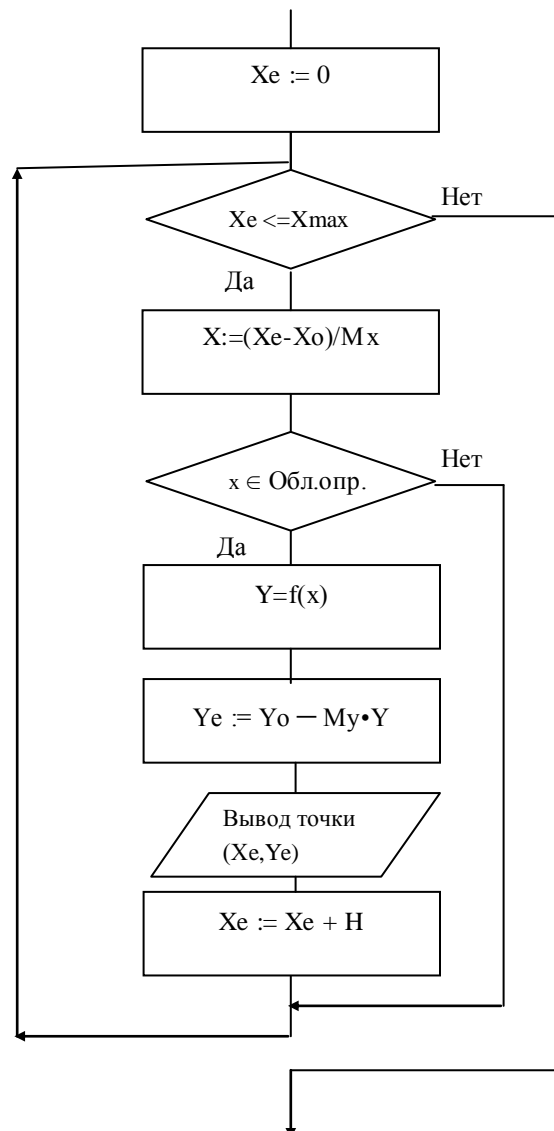 Xe := 0
Нет
Xe <=Xmax
Да
X:=(Xe-Xo)/Mx
Нет
x ∈ Обл.опр.
Да
Y=f(x)
Ye := Yo — My•Y
Вывод точки
(Xe,Ye)
Xe := Xe + H